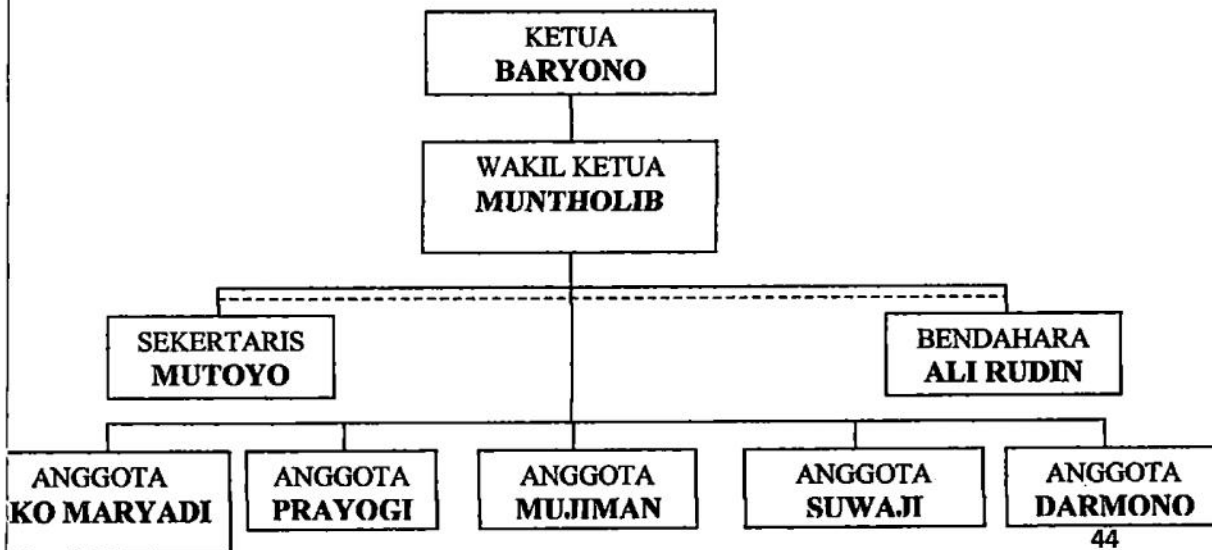 KETUA
BARYONO
WAKIL KETUA
MUNTHOLIB
SEKERTARIS
MUTOYO
BENDAHARA
ALI RUDIN
ANGGOTA
KO MARYADI
ANGGOTA
PRAYOGI
ANGGOTA
MUJIMAN
ANGGOTA
SUWAJI
ANGGOTA
DARMONO
44